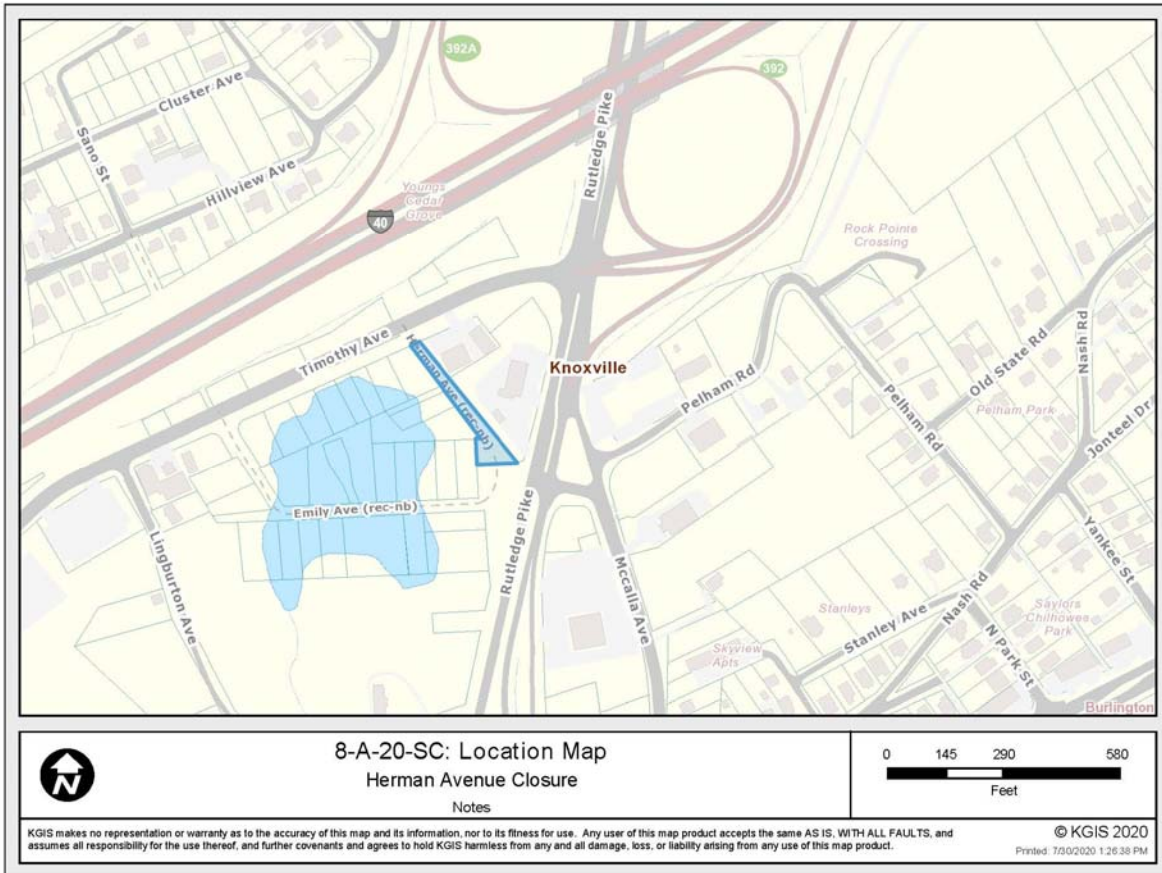 392A
392
Cluster Ave
Sano St
Hillview Ave
Youngs
Cedar
Grove
40
Rutledge Pike
Rock Pointe
Crossing
Timothy Ave
Herman Ave (rec-nb)
Knoxville
Pelham Rd
Old State Rd
Nash Rd
Pelham Park
Pelham Rd
Jonteel Dr
Emily Ave (rec-nb)
Rutledge Pike
Lingburton Ave
Mccalla Ave
Yankee St
Stanleys
Stanley Ave
Nash Rd
Saylors
Chilhowee
Park
N Park St
Skyview
Apts
Burlington
N
8-A-20-SC: Location Map
Herman Avenue Closure
Notes
0 145 290 580
Feet
KGIS makes no representation or warranty as to the accuracy of this map and its information, nor to its fitness for use. Any user of this map product accepts the same AS IS, WITH ALL FAULTS, and
assumes all responsibility for the use thereof, and further covenants and agrees to hold KGIS harmless from any and all damage, loss, or liability arising from any use of this map product.
© KGIS 2020
Printed: 7/30/2020 1:26:38 PM